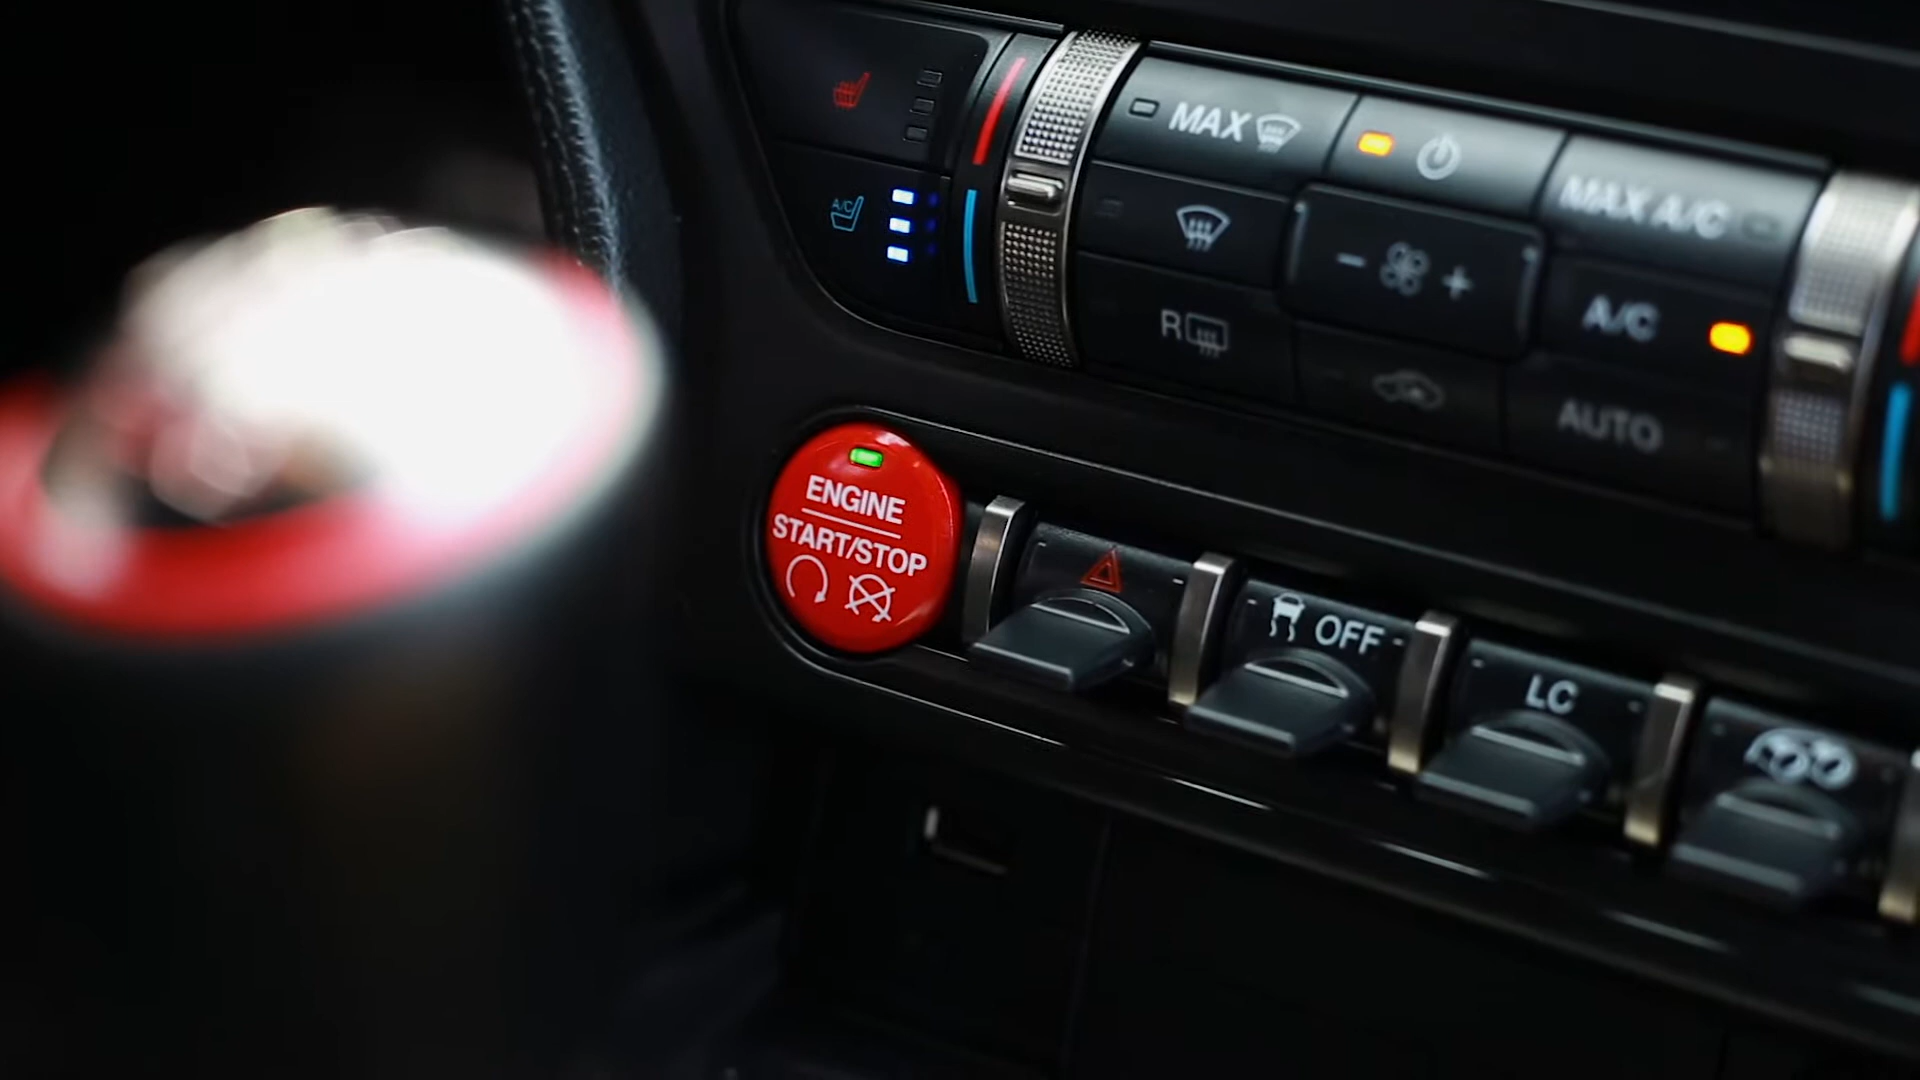 MAX
MAX A/C
A/C
- +
A/C
R
AUTO
ENGINE
START/STOP
OFF
LC